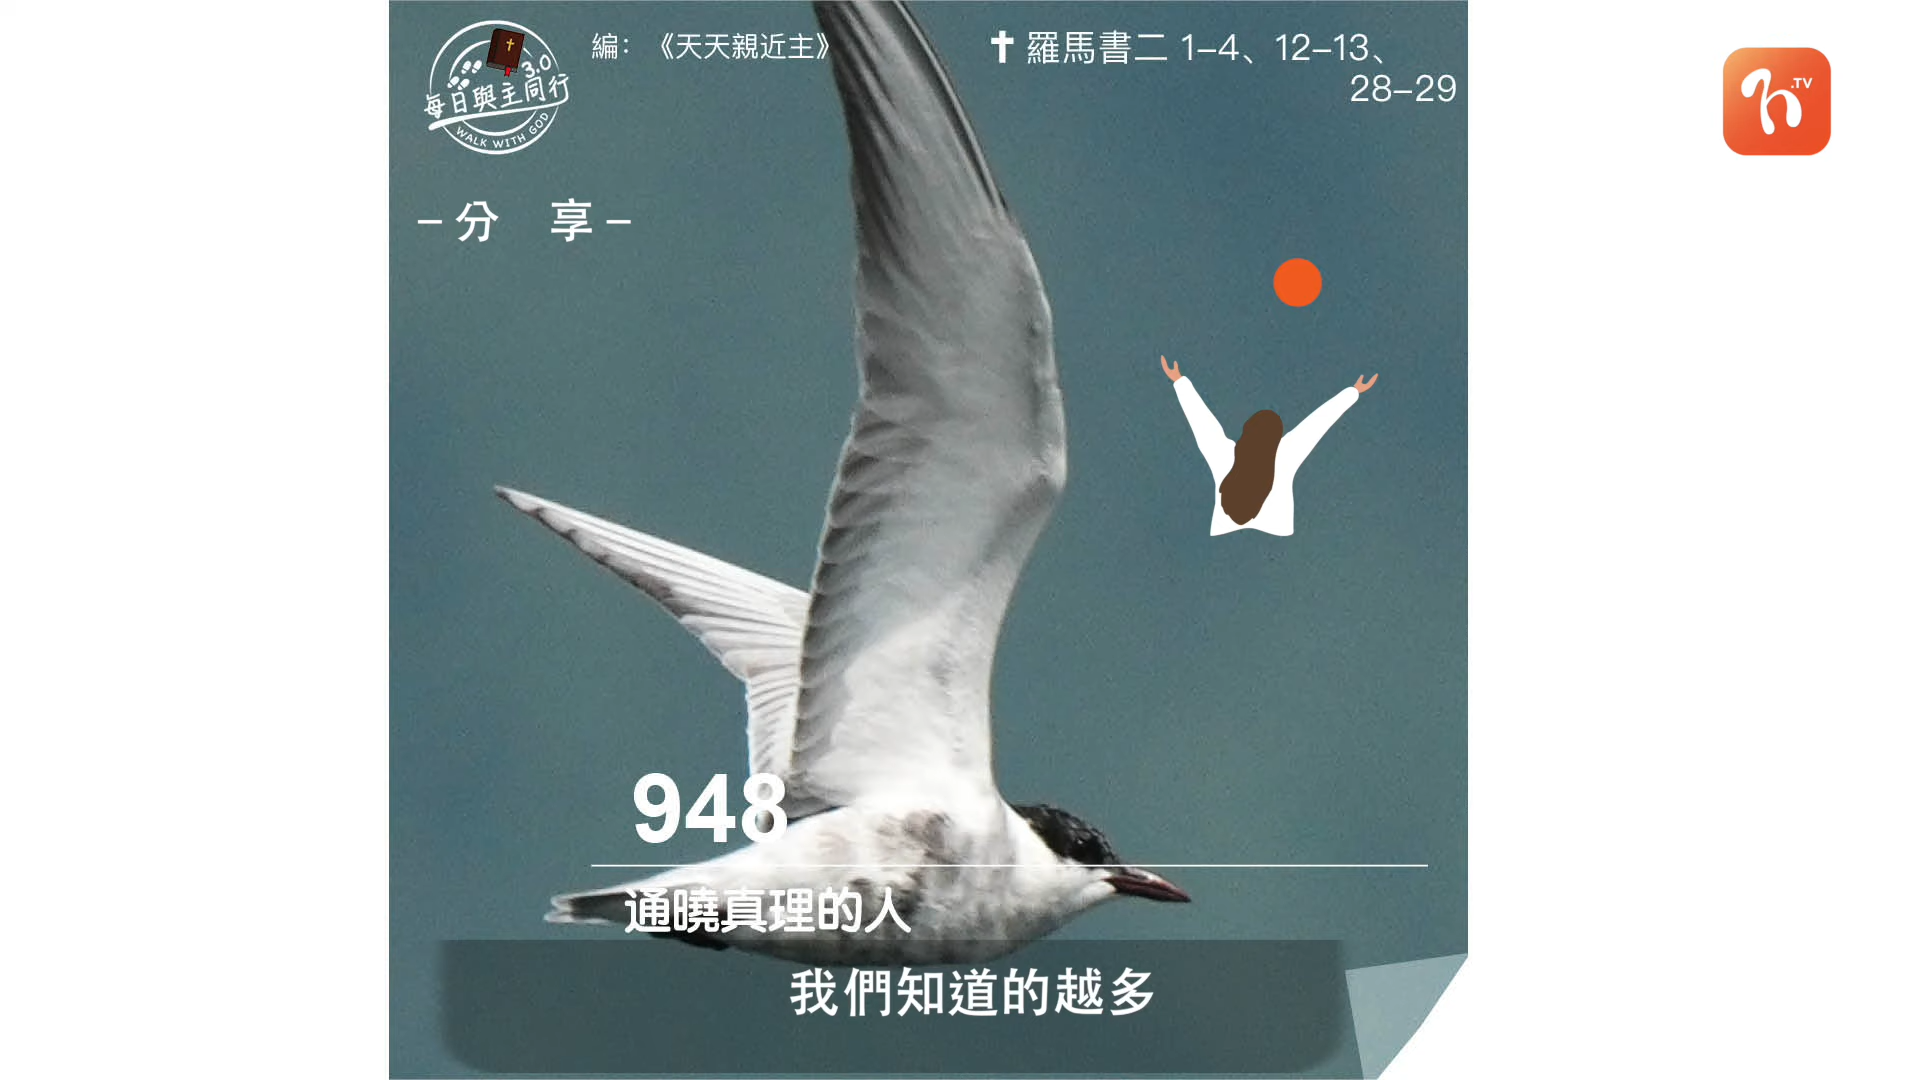 3.0
每日與主同行
WALK WITH GOD
編：《天天親近主》
✝ 羅馬書二 1–4、12–13、
28–29
.TV
– 分 享 –
948
通曉真理的人
我們知道的越多